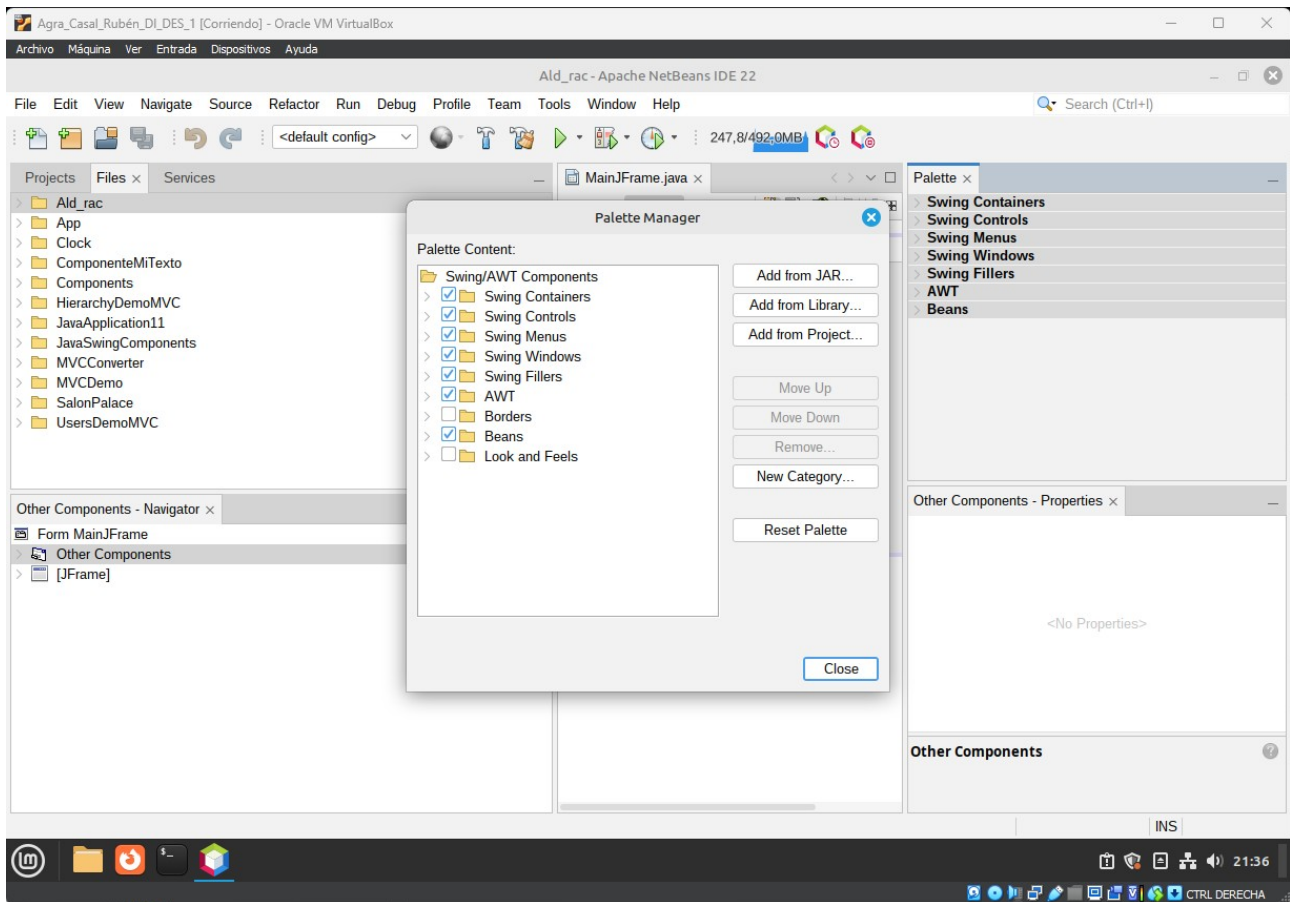 Agra_Casal_Rubén_DI_DES_1 [Corriendo] - Oracle VM VirtualBox
Archivo Máquina Ver Entrada Dispositivos Ayuda
Ald_rac - Apache NetBeans IDE 22
File Edit View Navigate Source Refactor Run Debug Profile Team Tools Window Help
Search (Ctrl+I)
<default config>
247,8/492,0MB
Projects Files Services
Ald_rac
App
Clock
ComponenteMiTexto
Components
HierarchyDemoMVC
JavaApplication11
JavaSwingComponents
MVCConverter
MVCDemo
SalonPalace
UsersDemoMVC
Other Components - Navigator
Form MainJFrame
Other Components
[JFrame]
MainJFrame.java
Palette Manager
Palette Content:
Swing/AWT Components
Swing Containers
Swing Controls
Swing Menus
Swing Windows
Swing Fillers
AWT
Borders
Beans
Look and Feels
Add from JAR...
Add from Library...
Add from Project...
Move Up
Move Down
Remove...
New Category...
Reset Palette
Close
Palette
Swing Containers
Swing Controls
Swing Menus
Swing Windows
Swing Fillers
AWT
Beans
Other Components - Properties
<No Properties>
Other Components
INS
21:36
CTRL DERECHA